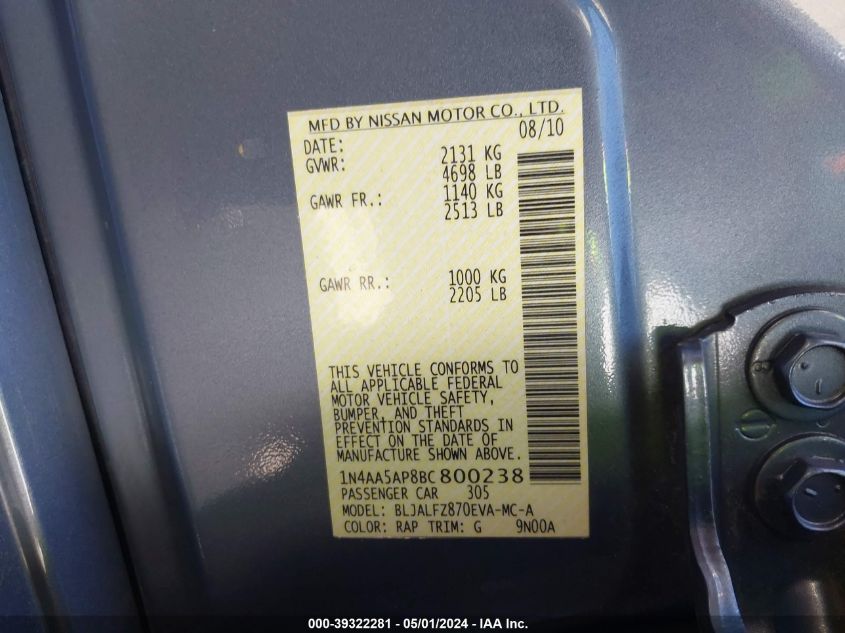 MFD BY NISSAN MOTOR CO., LTD.
DATE: 08/10
GVWR: 2131 KG
4698 LB
GAWR FR.: 1140 KG
2513 LB
GAWR RR.: 1000 KG
2205 LB
THIS VEHICLE CONFORMS TO
ALL APPLICABLE FEDERAL
MOTOR VEHICLE SAFETY,
BUMPER, AND THEFT
PREVENTION STANDARDS IN
EFFECT ON THE DATE OF
MANUFACTURE SHOWN ABOVE.
1N4AA5AP8BC800238
PASSENGER CAR 305
MODEL: BLJALFZ870EVA-MC-A
COLOR: RAP TRIM: G 9N00A
8
000-39322281 - 05/01/2024 - IAA Inc.